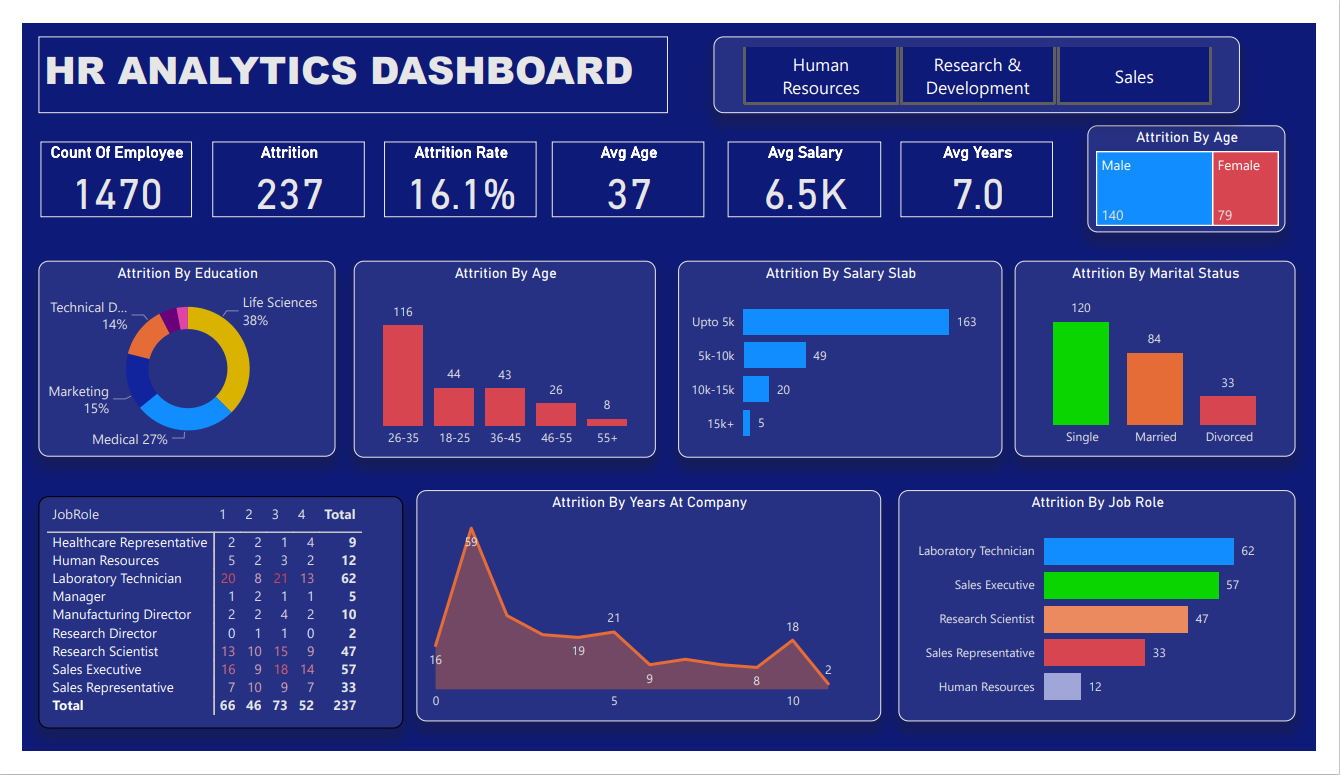 HR ANALYTICS DASHBOARD
Human
Resources
Research &
Development
Sales
Count Of Employee
1470
Attrition
237
Attrition Rate
16.1%
Avg Age
37
Avg Salary
6.5K
Avg Years
7.0
Attrition By Age
Male
Female
140
79
Attrition By Education
Life Sciences
38%
Technical D...
14%
Marketing
15%
Medical 27%
Attrition By Age
116
44
43
26
8
26-35 18-25 36-45 46-55 55+
Attrition By Salary Slab
Upto 5k 163
5k-10k 49
10k-15k 20
15k+ 5
Attrition By Marital Status
120
84
33
Single Married Divorced
JobRole 1 2 3 4 Total
Healthcare Representative 2 2 1 4 9
Human Resources 5 2 3 2 12
Laboratory Technician 20 8 21 13 62
Manager 1 2 1 1 5
Manufacturing Director 2 2 4 2 10
Research Director 0 1 1 0 2
Research Scientist 13 10 15 9 47
Sales Executive 16 9 18 14 57
Sales Representative 7 10 9 7 33
Total 66 46 73 52 237
Attrition By Years At Company
59
16
19
21
9
8
18
2
0 5 10
Attrition By Job Role
Laboratory Technician 62
Sales Executive 57
Research Scientist 47
Sales Representative 33
Human Resources 12